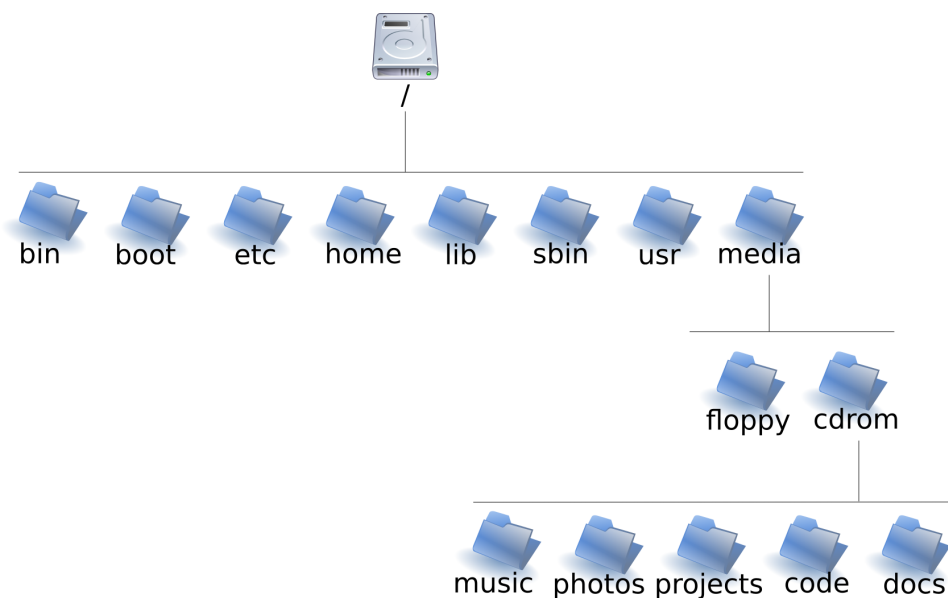 /
bin boot etc home lib sbin usr media
floppy cdrom
music photos projects code docs